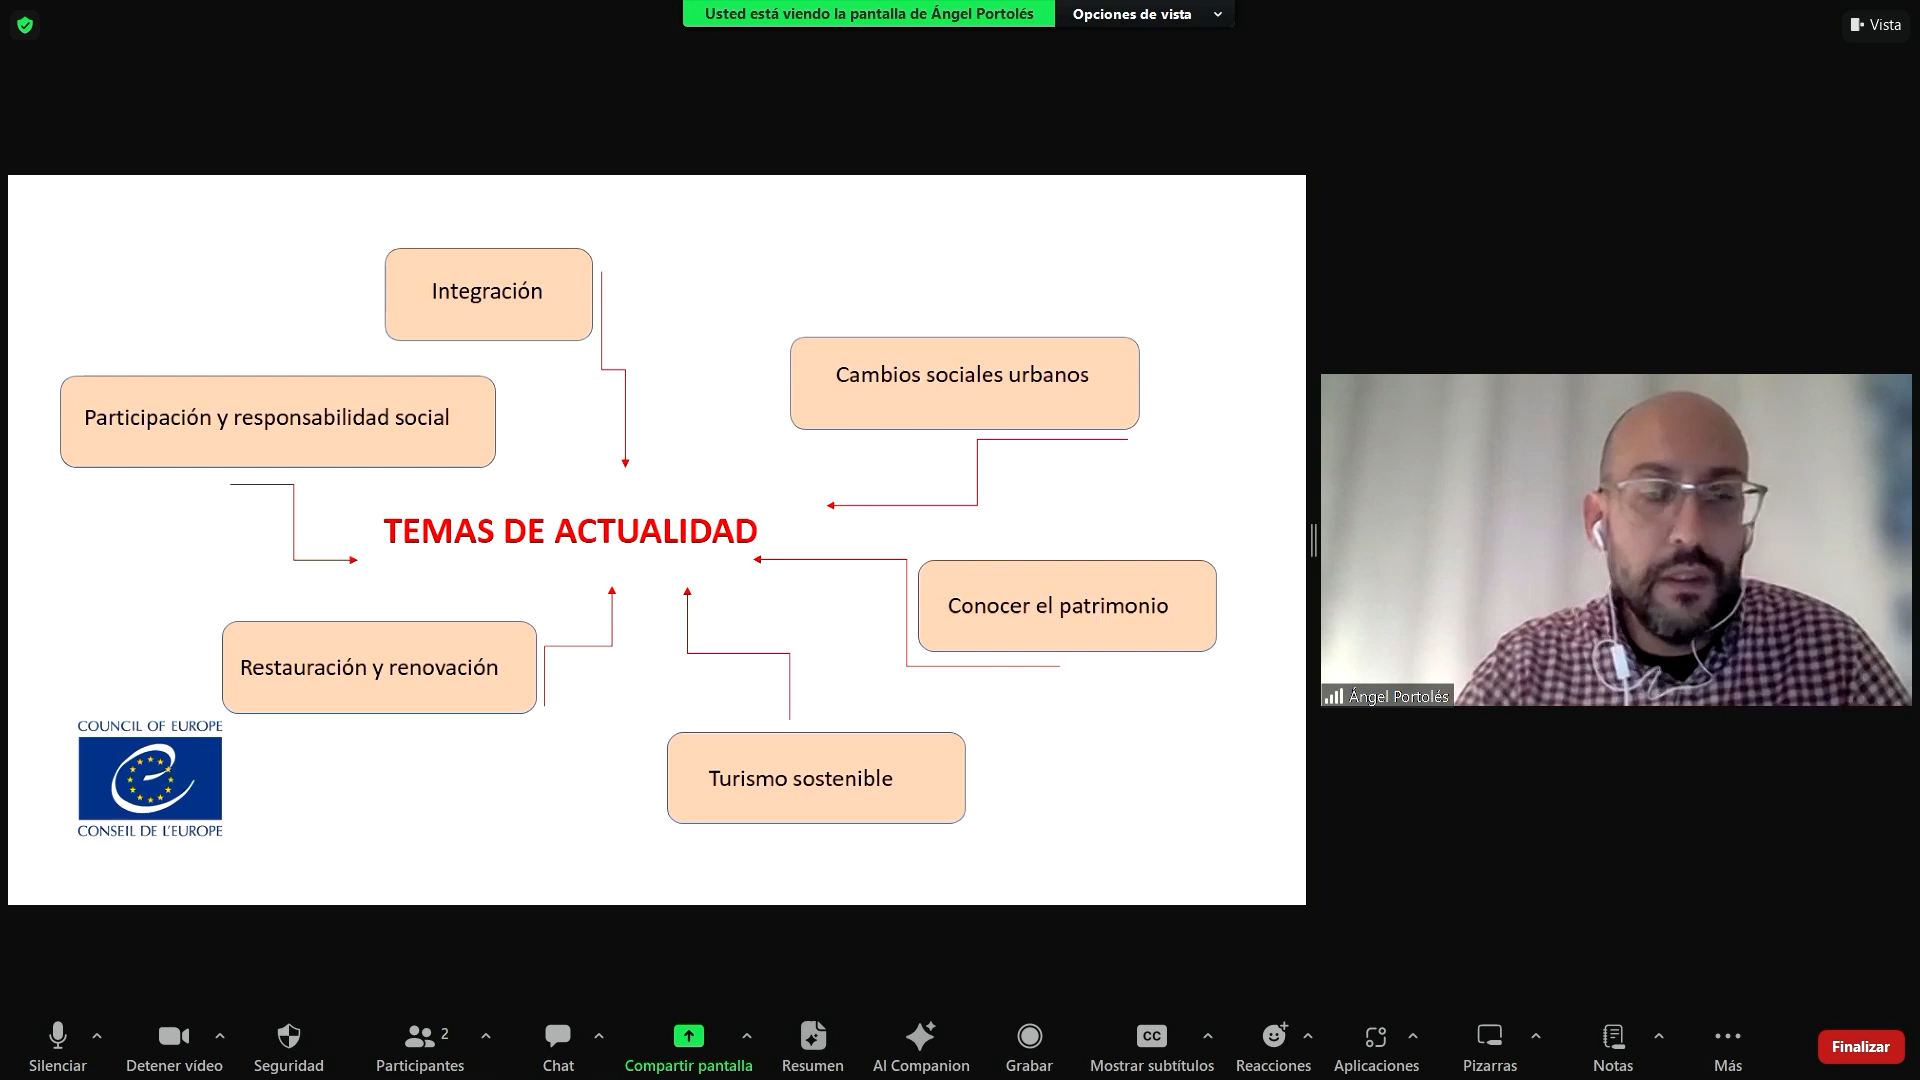 Usted está viendo la pantalla de Ángel Portolés
Opciones de vista
Vista
Integración
Cambios sociales urbanos
Participación y responsabilidad social
TEMAS DE ACTUALIDAD
Conocer el patrimonio
Restauración y renovación
Turismo sostenible
COUNCIL OF EUROPE
CONSEIL DE L'EUROPE
Ángel Portolés
Silenciar
Detener vídeo
Seguridad
2
Participantes
Chat
Compartir pantalla
Resumen
AI Companion
Grabar
CC
Mostrar subtítulos
Reacciones
Aplicaciones
Pizarras
Notas
Más
Finalizar